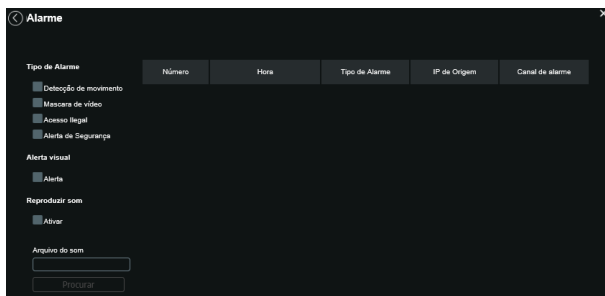 Alarme
Tipo de Alarme
Detecção de movimento
Mascara de vídeo
Acesso Ilegal
Alerta de Segurança
Alerta visual
Alerta
Reproduzir som
Ativar
Arquivo do som
Procurar
Número Hora Tipo de Alarme IP de Origem Canal de alarme